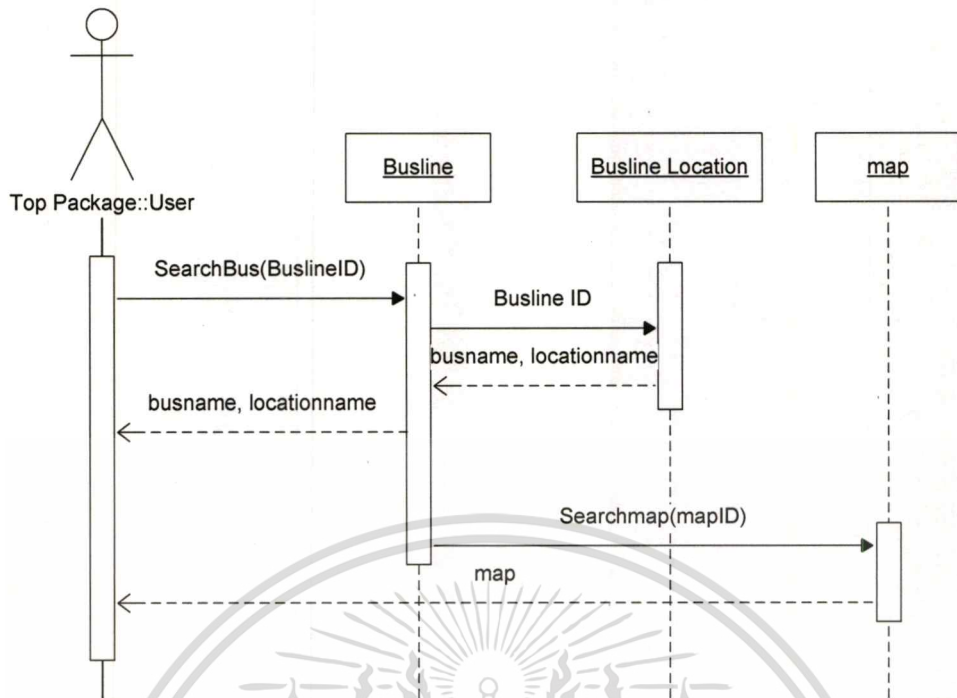 Top Package::User
Busline
Busline Location
map
SearchBus(BuslineID)
Busline ID
busname, locationname
busname, locationname
Searchmap(mapID)
map